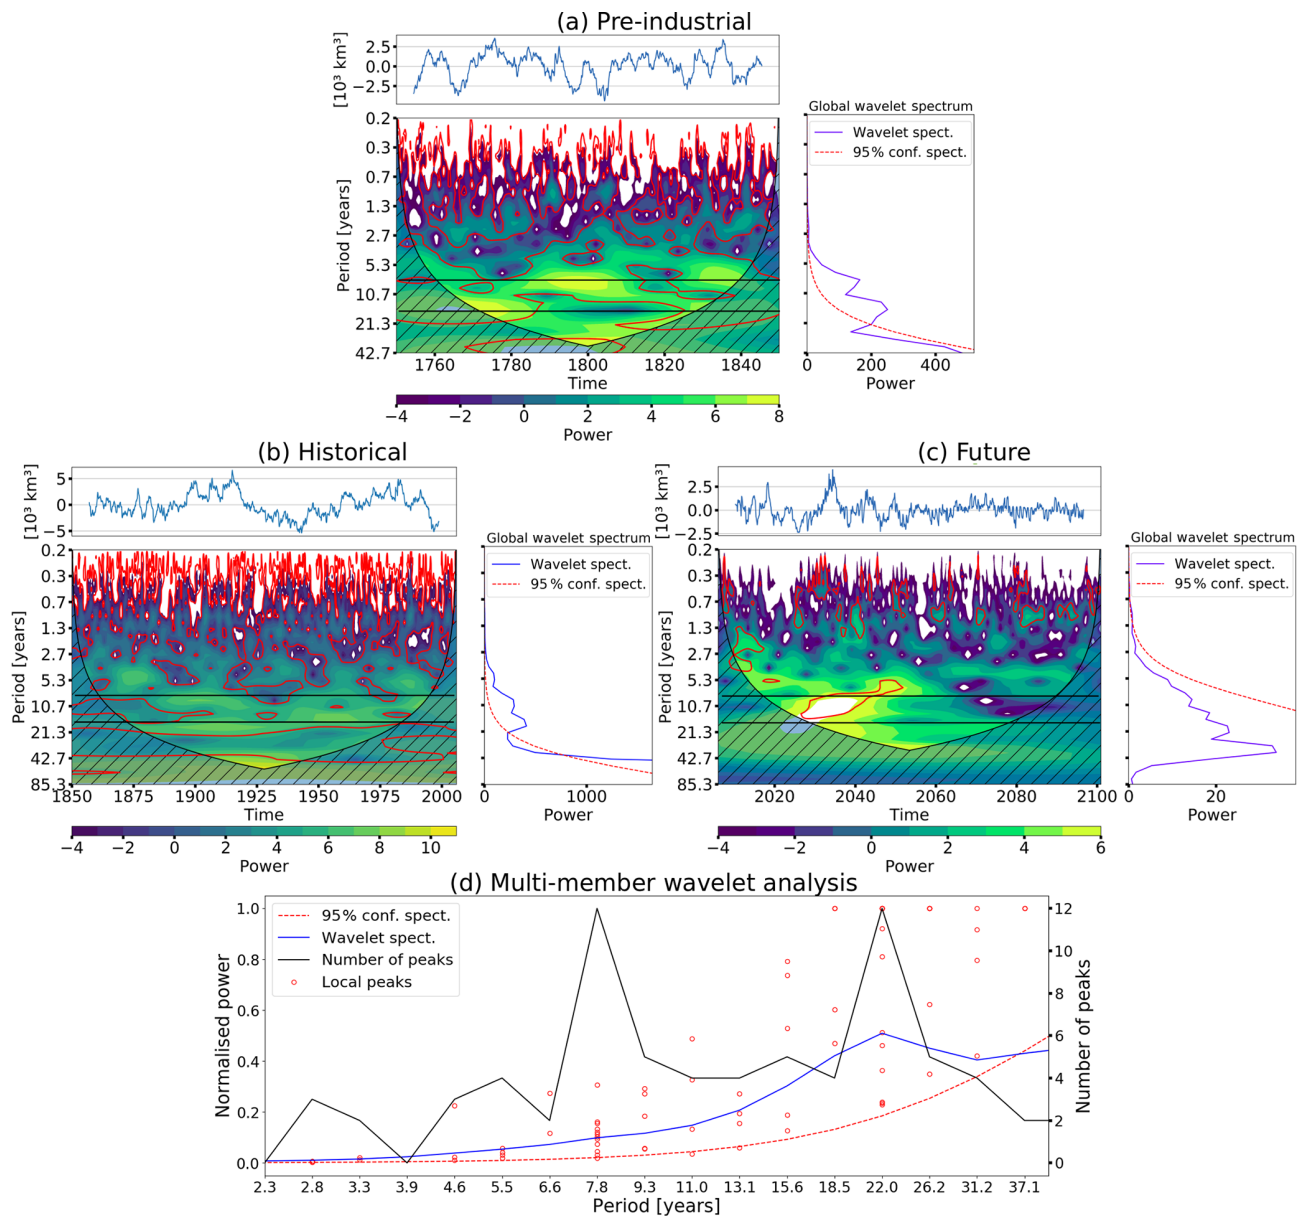 (a) Pre-industrial
[10³ km³]
2.5
0.0
−2.5
Global wavelet spectrum
Wavelet spect.
95% conf. spect.
Period [years]
0.2
0.3
0.7
1.3
2.7
5.3
10.7
21.3
42.7
1760 1780 1800 1820 1840
Time
0 200 400
Power
−4 −2 0 2 4 6 8
Power
(b) Historical
[10³ km³]
5
0
−5
Global wavelet spectrum
Wavelet spect.
95% conf. spect.
Period [years]
0.2
0.3
0.7
1.3
2.7
5.3
10.7
21.3
42.7
85.3
1850 1875 1900 1925 1950 1975 2000
Time
0 1000
Power
−4 −2 0 2 4 6 8 10
Power
(c) Future
[10³ km³]
2.5
0.0
−2.5
Global wavelet spectrum
Wavelet spect.
95% conf. spect.
Period [years]
0.2
0.3
0.7
1.3
2.7
5.3
10.7
21.3
42.7
85.3
2020 2040 2060 2080 2100
Time
0 20
Power
−4 −2 0 2 4 6
Power
(d) Multi-member wavelet analysis
95% conf. spect.
Wavelet spect.
Number of peaks
Local peaks
Normalised power
1.0
0.8
0.6
0.4
0.2
0.0
Number of peaks
12
10
8
6
4
2
0
2.3 2.8 3.3 3.9 4.6 5.5 6.6 7.8 9.3 11.0 13.1 15.6 18.5 22.0 26.2 31.2 37.1
Period [years]